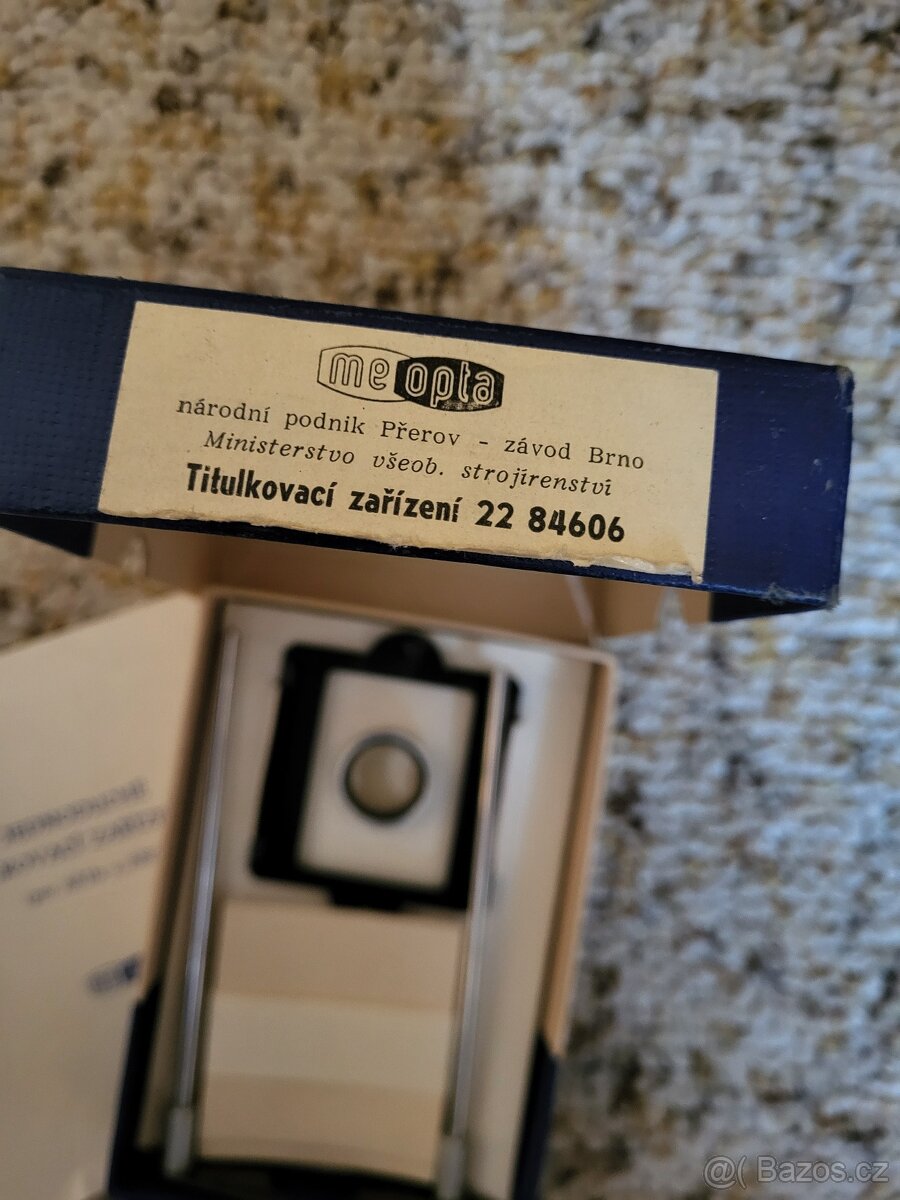 meopta
národní podnik Přerov - závod Brno
Ministerstvo všeob. strojírenství
Titulkovací zařízení 22 84606
@( Bazos.cz